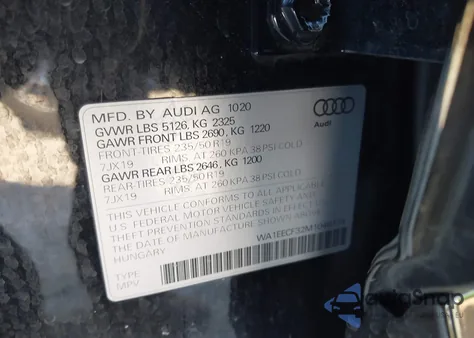 MFD. BY AUDI AG 1020
GVWR LBS 5126, KG 2325
GAWR FRONT LBS 2690, KG 1220
FRONT-TIRES 235/50 R19
7JX19 RIMS, AT 260 KPA 38 PSI COLD
GAWR REAR LBS 2646, KG 1200
REAR-TIRES 235/50 R19
7JX19 RIMS, AT 260 KPA 38 PSI COLD
THIS VEHICLE CONFORMS TO ALL APPLICABLE
U.S. FEDERAL MOTOR VEHICLE SAFETY AND
THEFT PREVENTION STANDARDS IN EFFECT ON THE
DATE OF MANUFACTURE SHOWN ABOVE.
HUNGARY
TYPE
MPV
Audi